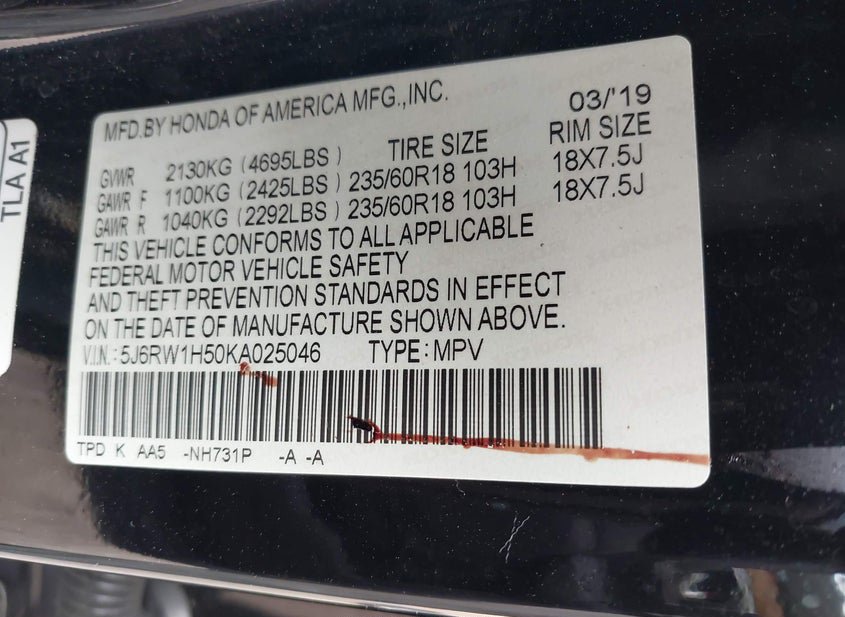 MFD.BY HONDA OF AMERICA MFG.,INC.
03/'19
TIRE SIZE RIM SIZE
GVWR 2130KG (4695LBS)
GAWR F 1100KG (2425LBS) 235/60R18 103H 18X7.5J
GAWR R 1040KG (2292LBS) 235/60R18 103H 18X7.5J
THIS VEHICLE CONFORMS TO ALL APPLICABLE
FEDERAL MOTOR VEHICLE SAFETY
AND THEFT PREVENTION STANDARDS IN EFFECT
ON THE DATE OF MANUFACTURE SHOWN ABOVE.
V.I.N.:5J6RW1H50KA025046 TYPE:MPV
TPD K AA5 -NH731P -A -A
TLA A1